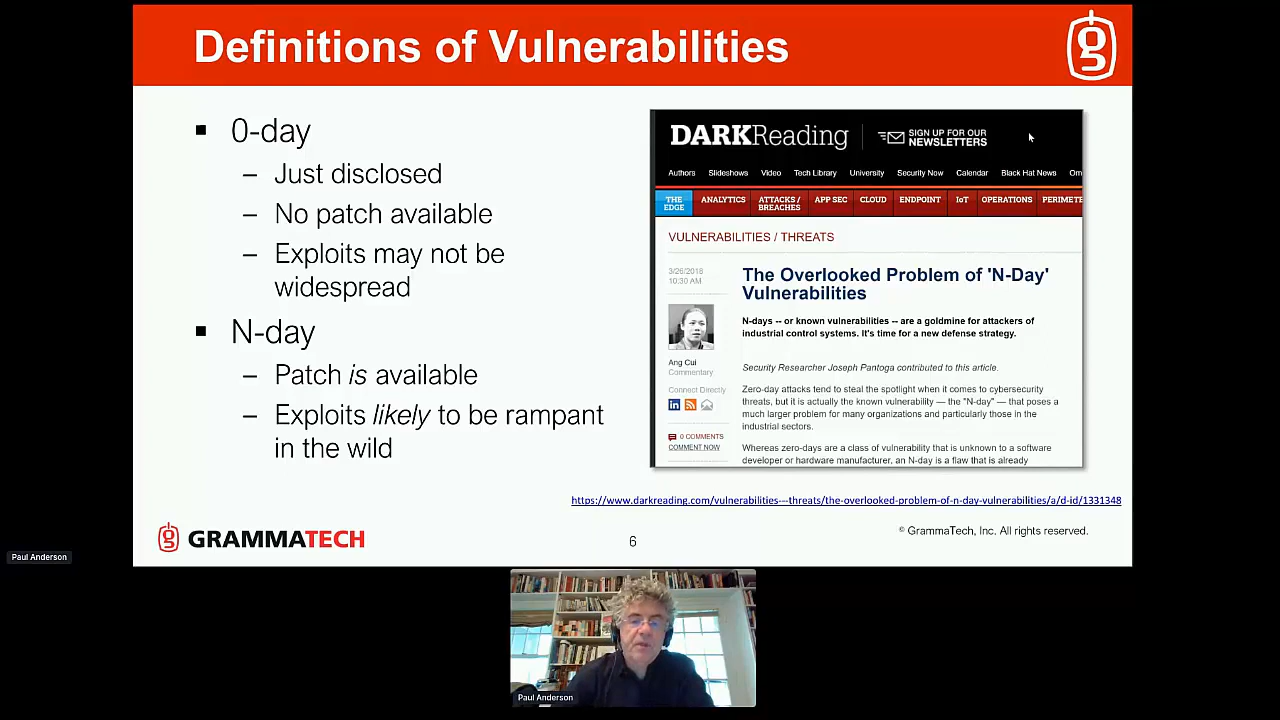 Definitions of Vulnerabilities
▪ 0-day
– Just disclosed
– No patch available
– Exploits may not be
widespread
▪ N-day
– Patch is available
– Exploits likely to be rampant
in the wild
DARKReading
SIGN UP FOR OUR
NEWSLETTERS
Authors Slideshows Video Tech Library University Security Now Calendar Black Hat News Om
THE
EDGE
ANALYTICS
ATTACKS /
BREACHES
APP SEC
CLOUD
ENDPOINT
IoT
OPERATIONS
PERIMETE
VULNERABILITIES / THREATS
3/26/2018
10:30 AM
The Overlooked Problem of 'N-Day'
Vulnerabilities
N-days -- or known vulnerabilities -- are a goldmine for attackers of
industrial control systems. It's time for a new defense strategy.
Ang Cui
Commentary
Connect Directly
in
0 COMMENTS
COMMENT NOW
Security Researcher Joseph Pantoga contributed to this article.
Zero-day attacks tend to steal the spotlight when it comes to cybersecurity
threats, but it is actually the known vulnerability — the "N-day" — that poses a
much larger problem for many organizations and particularly those in the
industrial sectors.
Whereas zero-days are a class of vulnerability that is unknown to a software
developer or hardware manufacturer, an N-day is a flaw that is already
https://www.darkreading.com/vulnerabilities---threats/the-overlooked-problem-of-n-day-vulnerabilities/a/d-id/1331348
GRAMMATECH
6
© GrammaTech, Inc. All rights reserved.
Paul Anderson
Paul Anderson